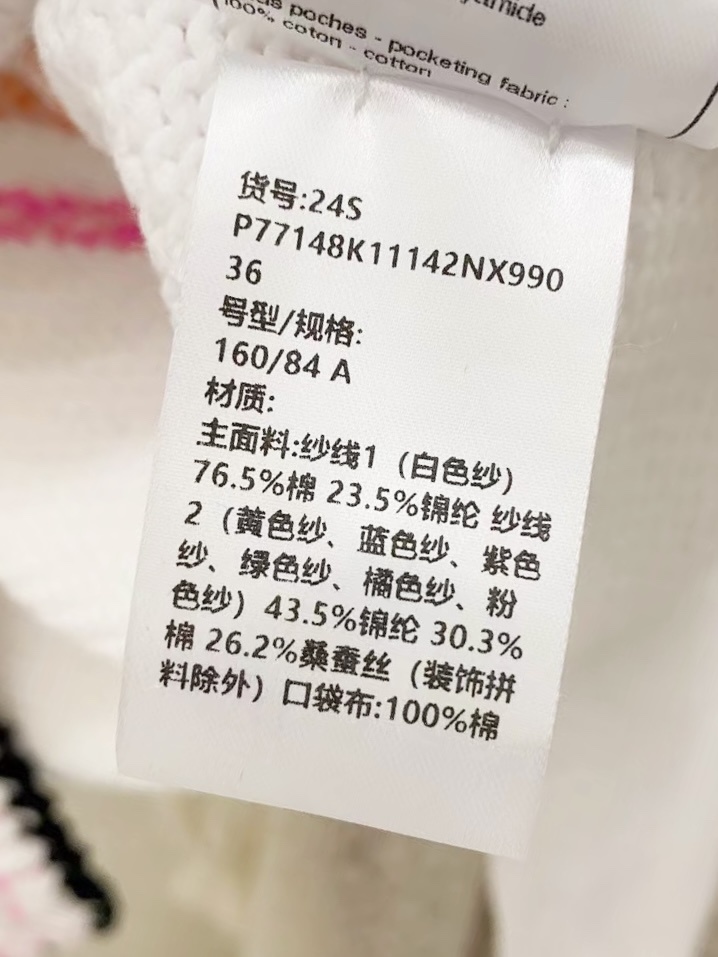 poches - pocketing fabric :
100% coton - cotton
货号:24S
P77148K11142NX990
36
号型/规格:
160/84 A
材质:
主面料:纱线1（白色纱）
76.5%棉 23.5%锦纶 纱线
2（黄色纱、蓝色纱、紫色
纱、绿色纱、橘色纱、粉
色纱）43.5%锦纶 30.3%
棉 26.2%桑蚕丝（装饰拼
料除外）口袋布:100%棉